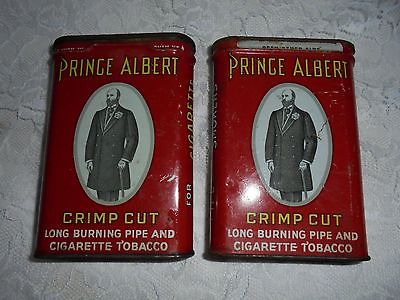 PRINCE ALBERT
CRIMP CUT
LONG BURNING PIPE AND
CIGARETTE TOBACCO
FOR CIGARETTE
PRINCE ALBERT
CRIMP CUT
LONG BURNING PIPE AND
CIGARETTE TOBACCO
SMOKERS